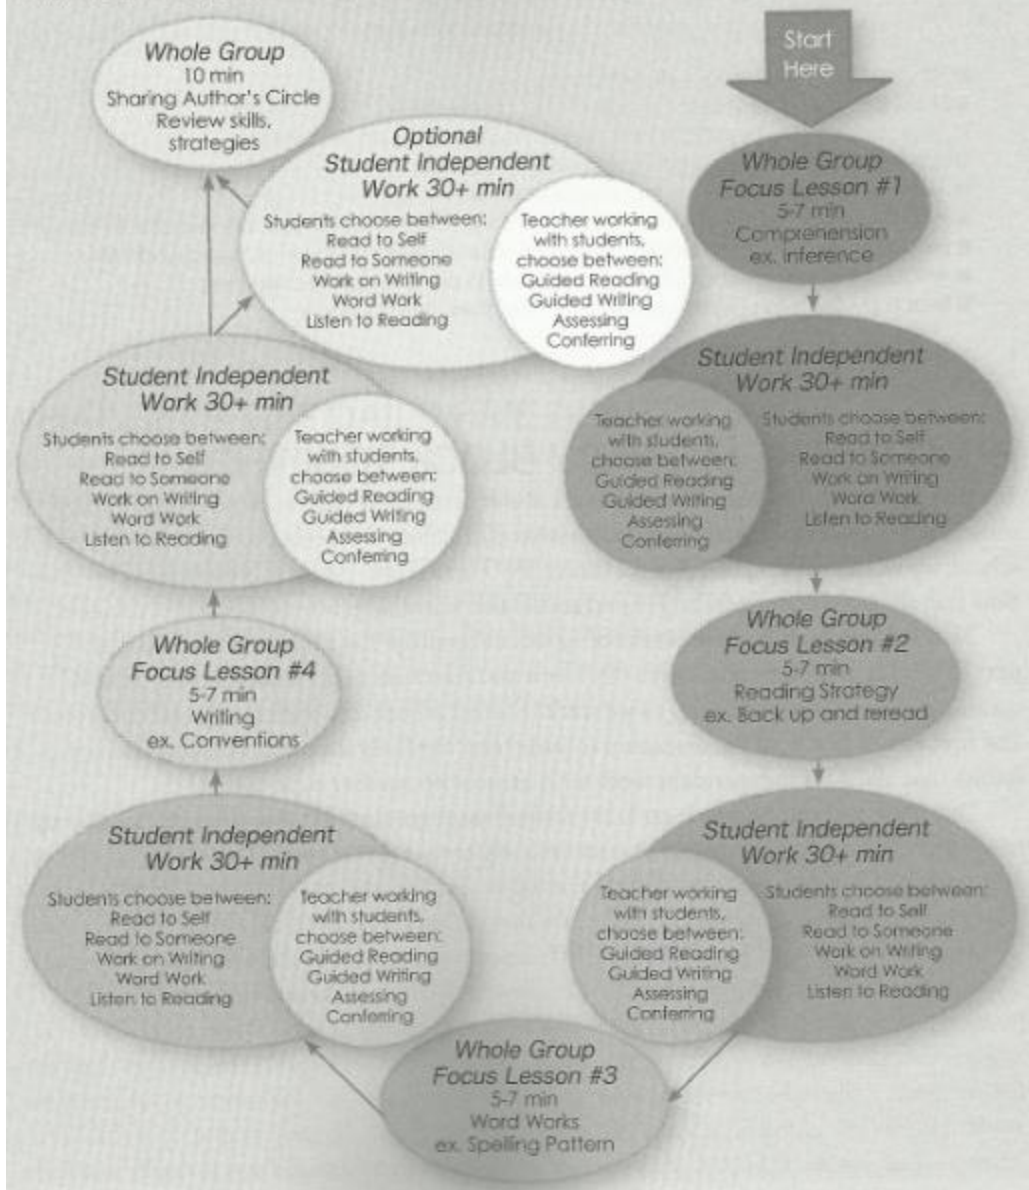 Start
Here
Whole Group
Focus Lesson #1
5-7 min
Comprehension
ex. inference
Student Independent
Work 30+ min
Students choose between:
Read to Self
Read to Someone
Work on Writing
Word Work
Listen to Reading
Teacher working
with students,
choose between:
Guided Reading
Guided Writing
Assessing
Conferring
Whole Group
Focus Lesson #2
5-7 min
Reading Strategy
ex. Back up and reread
Student Independent
Work 30+ min
Students choose between:
Read to Self
Read to Someone
Work on Writing
Word Work
Listen to Reading
Teacher working
with students,
choose between:
Guided Reading
Guided Writing
Assessing
Conferring
Whole Group
Focus Lesson #3
5-7 min
Word Works
ex. Spelling Pattern
Student Independent
Work 30+ min
Students choose between:
Read to Self
Read to Someone
Work on Writing
Word Work
Listen to Reading
Teacher working
with students,
choose between:
Guided Reading
Guided Writing
Assessing
Conferring
Whole Group
Focus Lesson #4
5-7 min
Writing
ex. Conventions
Student Independent
Work 30+ min
Students choose between:
Read to Self
Read to Someone
Work on Writing
Word Work
Listen to Reading
Teacher working
with students,
choose between:
Guided Reading
Guided Writing
Assessing
Conferring
Optional
Student Independent
Work 30+ min
Students choose between:
Read to Self
Read to Someone
Work on Writing
Word Work
Listen to Reading
Teacher working
with students,
choose between:
Guided Reading
Guided Writing
Assessing
Conferring
Whole Group
10 min
Sharing Author's Circle
Review skills,
strategies